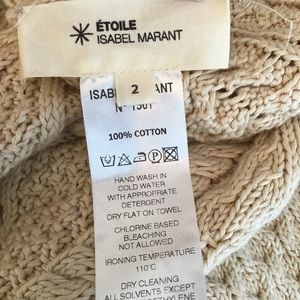 ÉTOILE
ISABEL MARANT
2
100% COTTON
HAND WASH IN
COLD WATER
WITH APPROPRIATE
DETERGENT
DRY FLAT ON TOWEL
CHLORINE BASED
BLEACHING
NOT ALLOWED
IRONING TEMPERATURE
110°C
DRY CLEANING
ALL SOLVENTS EXCEPT